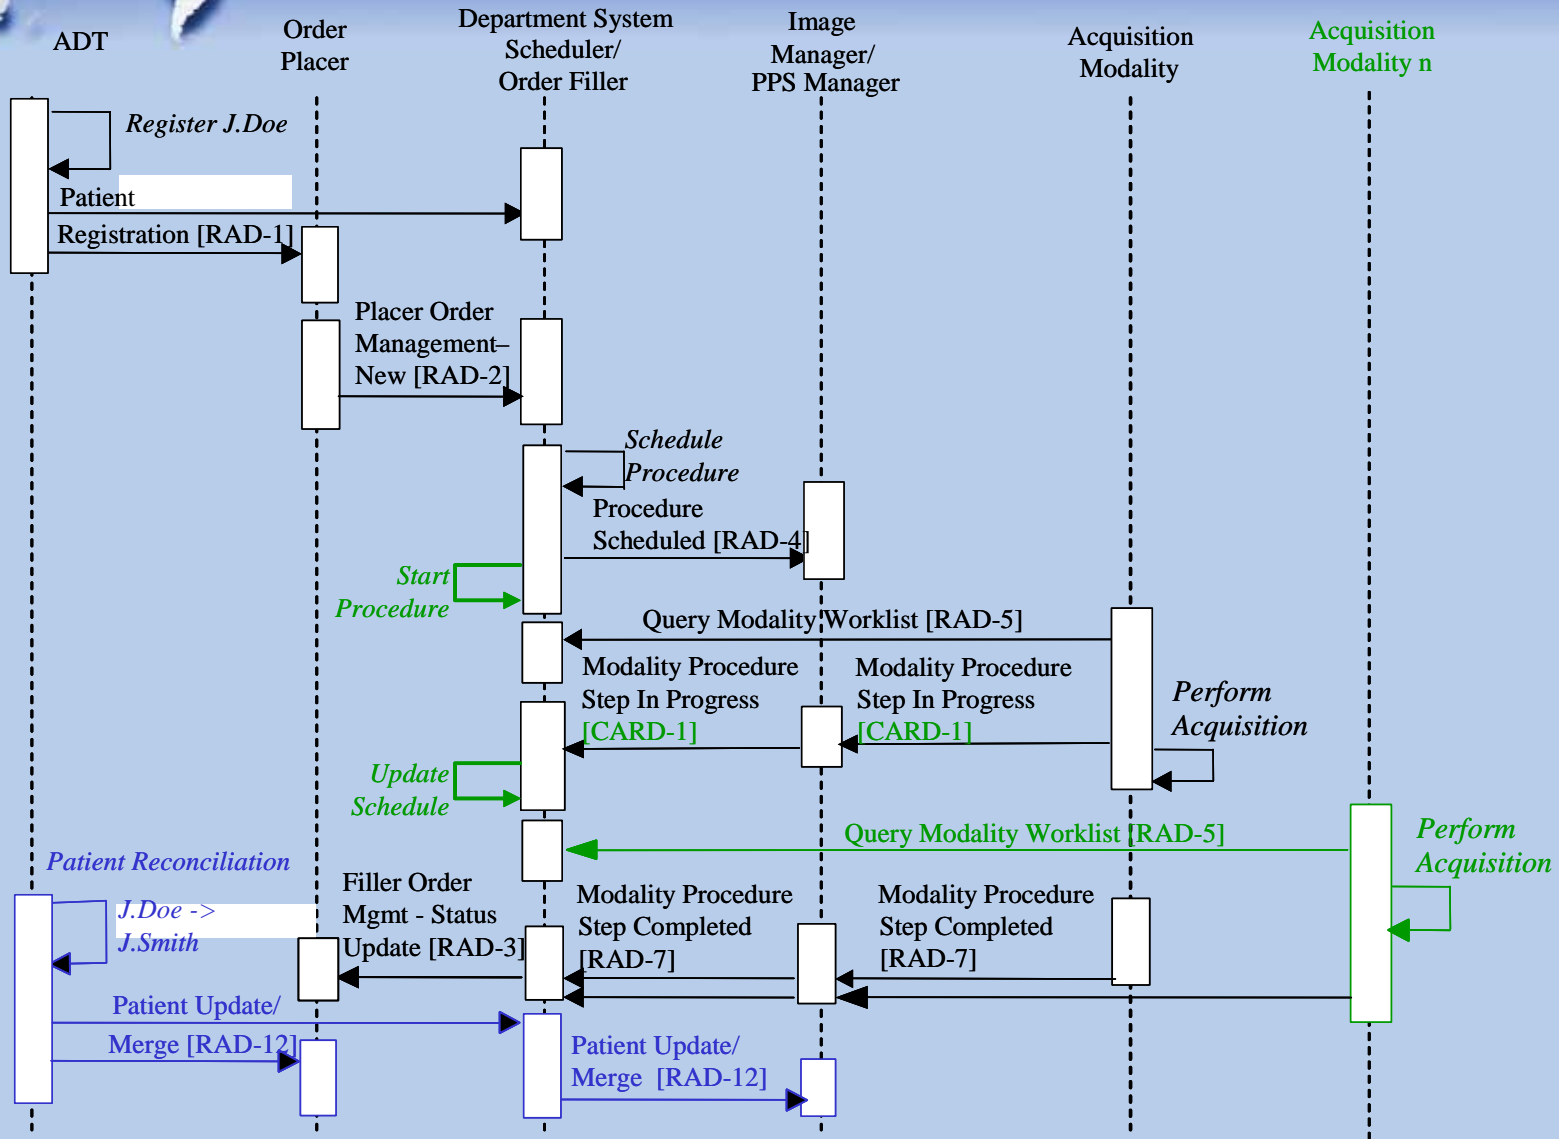 ADT
Order
Placer
Department System
Scheduler/
Order Filler
Image
Manager/
PPS Manager
Acquisition
Modality
Acquisition
Modality n
Register J.Doe
Patient
Registration [RAD-1]
Placer Order
Management–
New [RAD-2]
Schedule
Procedure
Procedure
Scheduled [RAD-4]
Start
Procedure
Query Modality Worklist [RAD-5]
Modality Procedure
Step In Progress
[CARD-1]
Modality Procedure
Step In Progress
[CARD-1]
Perform
Acquisition
Update
Schedule
Query Modality Worklist [RAD-5]
Perform
Acquisition
Patient Reconciliation
J.Doe ->
J.Smith
Filler Order
Mgmt - Status
Update [RAD-3]
Modality Procedure
Step Completed
[RAD-7]
Modality Procedure
Step Completed
[RAD-7]
Patient Update/
Merge [RAD-12]
Patient Update/
Merge [RAD-12]